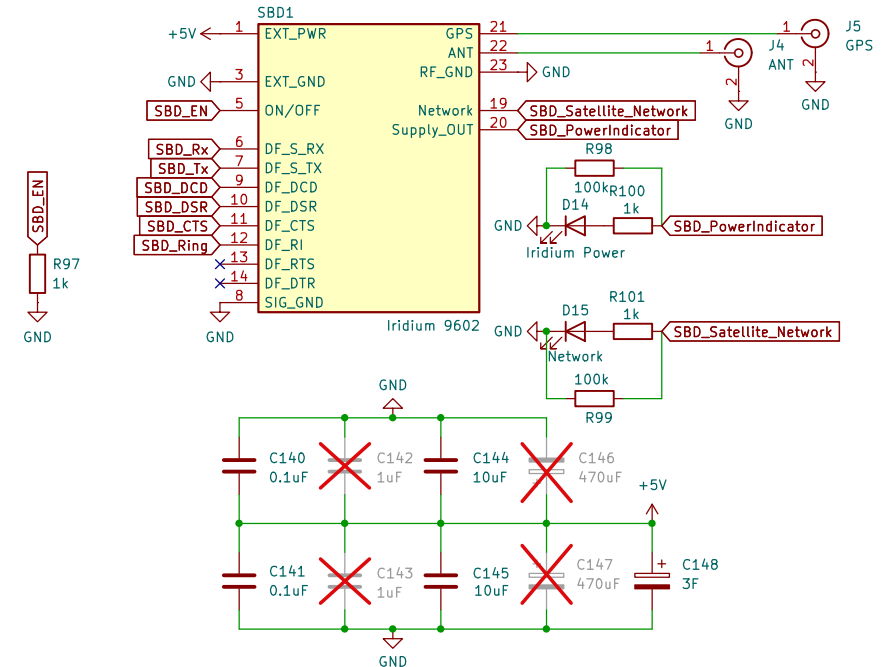 SBD1
+5V 1 EXT_PWR
GND 3 EXT_GND
SBD_EN 5 ON/OFF
SBD_Rx 6 DF_S_RX
SBD_Tx 7 DF_S_TX
SBD_DCD 9 DF_DCD
SBD_DSR 10 DF_DSR
SBD_CTS 11 DF_CTS
SBD_Ring 12 DF_RI
13 DF_RTS
14 DF_DTR
8 SIG_GND
GND
Iridium 9602
GPS 21
ANT 22
RF_GND 23 GND
Network 19 SBD_Satellite_Network
Supply_OUT 20 SBD_PowerIndicator
1 J5
GPS
2
GND
1 J4
ANT
2
GND
SBD_EN
R97
1k
GND
R98
100k
R100
1k
D14
GND
Iridium Power
SBD_PowerIndicator
D15
R101
1k
GND
Network
SBD_Satellite_Network
100k
R99
GND
C140
0.1uF
C142
1uF
C144
10uF
C146
470uF
+5V
C141
0.1uF
C143
1uF
C145
10uF
C147
470uF
C148
3F
GND